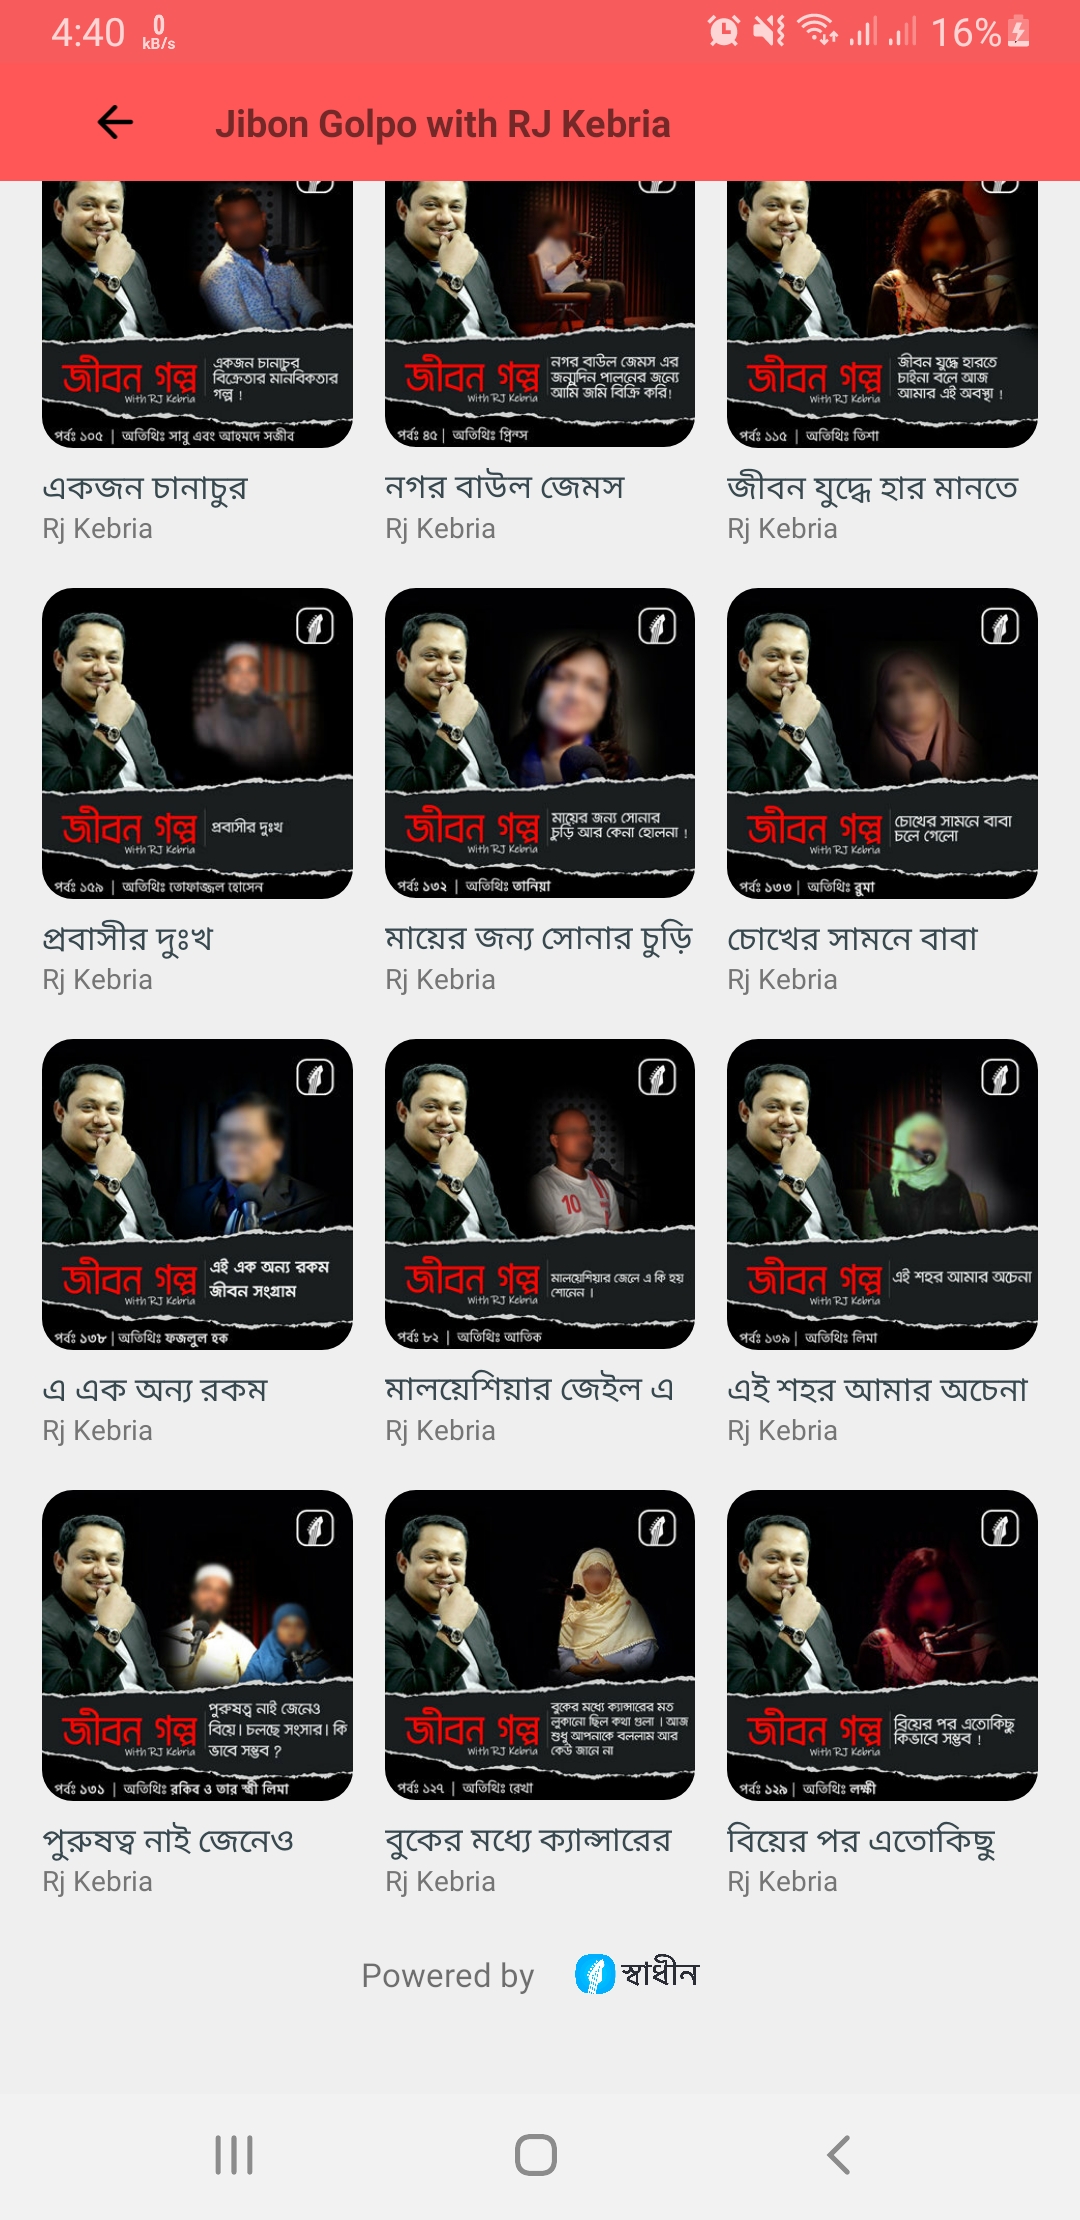 4:40 0 kB/s 16%
Jibon Golpo with RJ Kebria
জীবন গল্প
With RJ Kebria
একজন চানাচুর
বিক্রেতার মানবিকতার
গল্প !
পর্বঃ ১০৫ | অতিথিঃ সাবু এবং আহমদে সজীব
জীবন গল্প
With RJ Kebria
নগর বাউল জেমস এর
জন্মদিন পালনের জন্যে
আমি জমি বিক্রি করি!
পর্বঃ ৪৫ | অতিথিঃ প্রিন্স
জীবন গল্প
With RJ Kebria
জীবন যুদ্ধে হারতে
চাইনা বলে আজ
আমার এই অবস্থা !
পর্বঃ ১১৫ | অতিথিঃ তিশা
একজন চানাচুর
Rj Kebria
নগর বাউল জেমস
Rj Kebria
জীবন যুদ্ধে হার মানতে
Rj Kebria
জীবন গল্প
With RJ Kebria
প্রবাসীর দুঃখ
পর্বঃ ১৫৯ | অতিথিঃ তোফাজ্জল হোসেন
জীবন গল্প
With RJ Kebria
মায়ের জন্য সোনার
চুড়ি আর কেনা হোলনা !
পর্বঃ ১৩২ | অতিথিঃ তানিয়া
জীবন গল্প
With RJ Kebria
চোখের সামনে বাবা
চলে গেলো
পর্বঃ ১৩৩ | অতিথিঃ রুমা
প্রবাসীর দুঃখ
Rj Kebria
মায়ের জন্য সোনার চুড়ি
Rj Kebria
চোখের সামনে বাবা
Rj Kebria
জীবন গল্প
With RJ Kebria
এই এক অন্য রকম
জীবন সংগ্রাম
পর্বঃ ১৩৮ | অতিথিঃ ফজলুল হক
জীবন গল্প
With RJ Kebria
মালয়েশিয়ার জেলে এ কি হয়
শোনেন ।
পর্বঃ ৮২ | অতিথিঃ আতিক
জীবন গল্প
With RJ Kebria
এই শহর আমার অচেনা
পর্বঃ ১৩৯ | অতিথিঃ লিমা
এ এক অন্য রকম
Rj Kebria
মালয়েশিয়ার জেইল এ
Rj Kebria
এই শহর আমার অচেনা
Rj Kebria
জীবন গল্প
With RJ Kebria
পুরুষত্ব নাই জেনেও
বিয়ে। চলছে সংসার। কি
ভাবে সম্ভব ?
পর্বঃ ১৩১ | অতিথিঃ রকিব ও তার স্ত্রী লিমা
জীবন গল্প
With RJ Kebria
বুকের মধ্যে ক্যান্সারের মত
লুকানো ছিল কথা গুলা । আজ
শুধু আপনাকে বললাম আর
কেউ জানে না
পর্বঃ ১২৭ | অতিথিঃ রেখা
জীবন গল্প
With RJ Kebria
বিয়ের পর এতোকিছু
কিভাবে সম্ভব !
পর্বঃ ১২৯ | অতিথিঃ লক্ষী
পুরুষত্ব নাই জেনেও
Rj Kebria
বুকের মধ্যে ক্যান্সারের
Rj Kebria
বিয়ের পর এতোকিছু
Rj Kebria
Powered by স্বাধীন